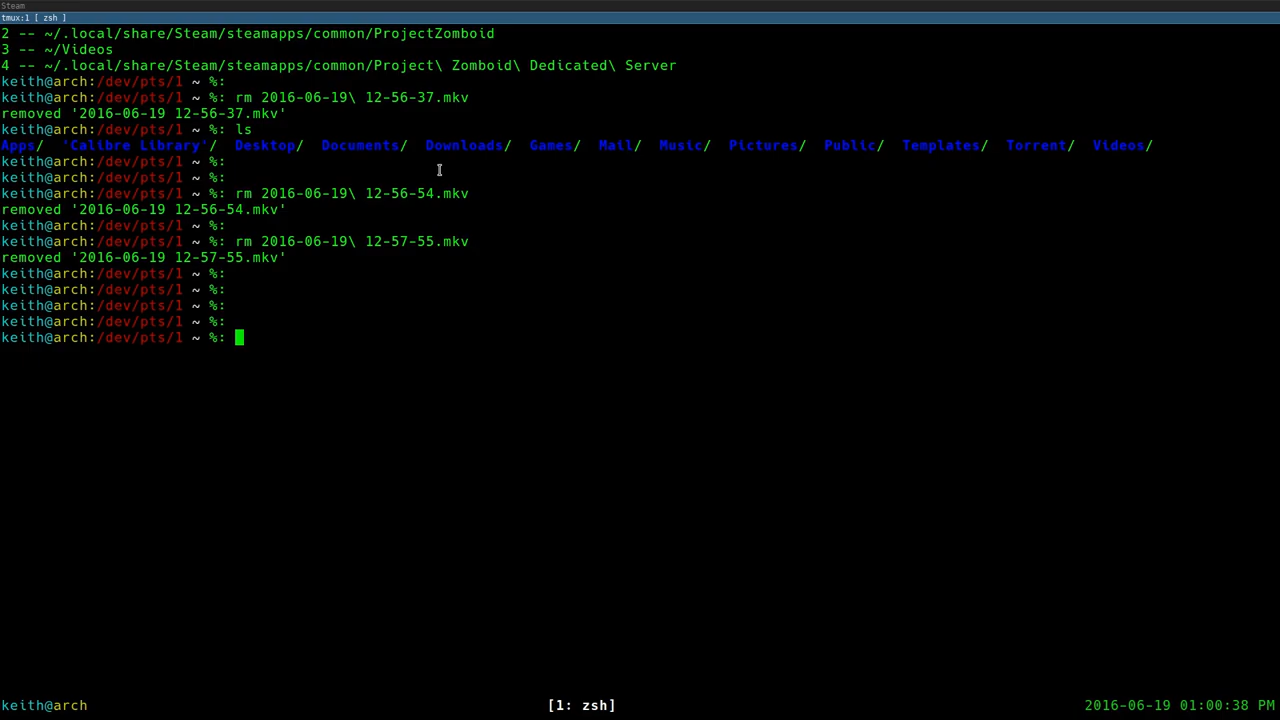 Steam
tmux:1 [ zsh ]
2 -- ~/.local/share/Steam/steamapps/common/ProjectZomboid
3 -- ~/Videos
4 -- ~/.local/share/Steam/steamapps/common/Project\ Zomboid\ Dedicated\ Server
keith@arch:/dev/pts/1 ~ %:
keith@arch:/dev/pts/1 ~ %: rm 2016-06-19\ 12-56-37.mkv
removed '2016-06-19 12-56-37.mkv'
keith@arch:/dev/pts/1 ~ %: ls
Apps/  'Calibre Library'/  Desktop/  Documents/  Downloads/  Games/  Mail/  Music/  Pictures/  Public/  Templates/  Torrent/  Videos/
keith@arch:/dev/pts/1 ~ %:
keith@arch:/dev/pts/1 ~ %:
keith@arch:/dev/pts/1 ~ %: rm 2016-06-19\ 12-56-54.mkv
removed '2016-06-19 12-56-54.mkv'
keith@arch:/dev/pts/1 ~ %:
keith@arch:/dev/pts/1 ~ %: rm 2016-06-19\ 12-57-55.mkv
removed '2016-06-19 12-57-55.mkv'
keith@arch:/dev/pts/1 ~ %:
keith@arch:/dev/pts/1 ~ %:
keith@arch:/dev/pts/1 ~ %:
keith@arch:/dev/pts/1 ~ %:
keith@arch:/dev/pts/1 ~ %:
keith@arch [1: zsh] 2016-06-19 01:00:38 PM